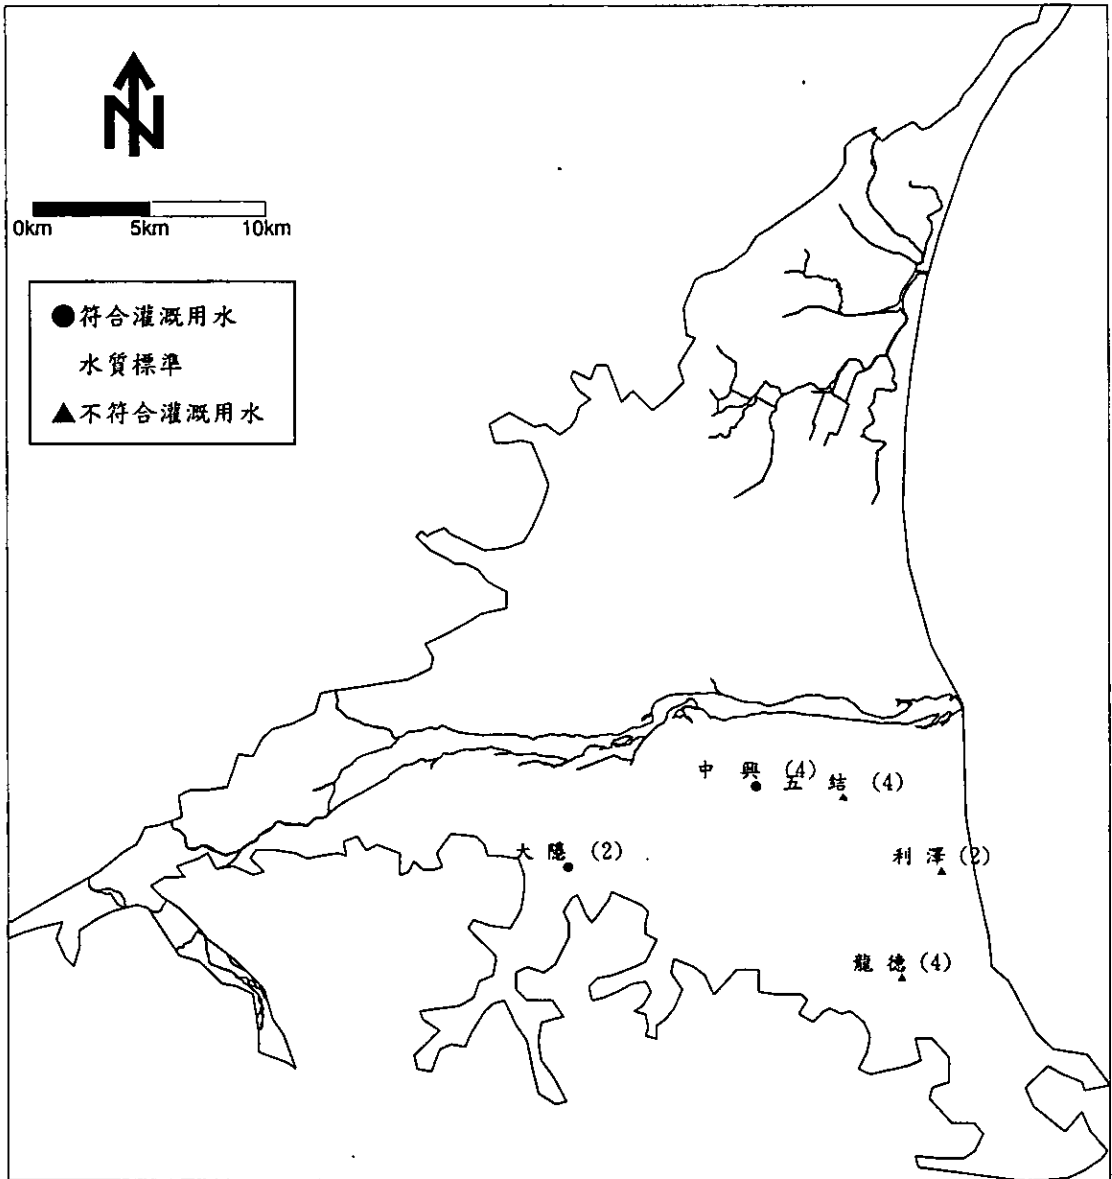 N
0km 5km 10km
●符合灌溉用水
水質標準
▲不符合灌溉用水
中興 (4)
五結 (4)
大隱 (2)
利澤 (2)
龍德 (4)